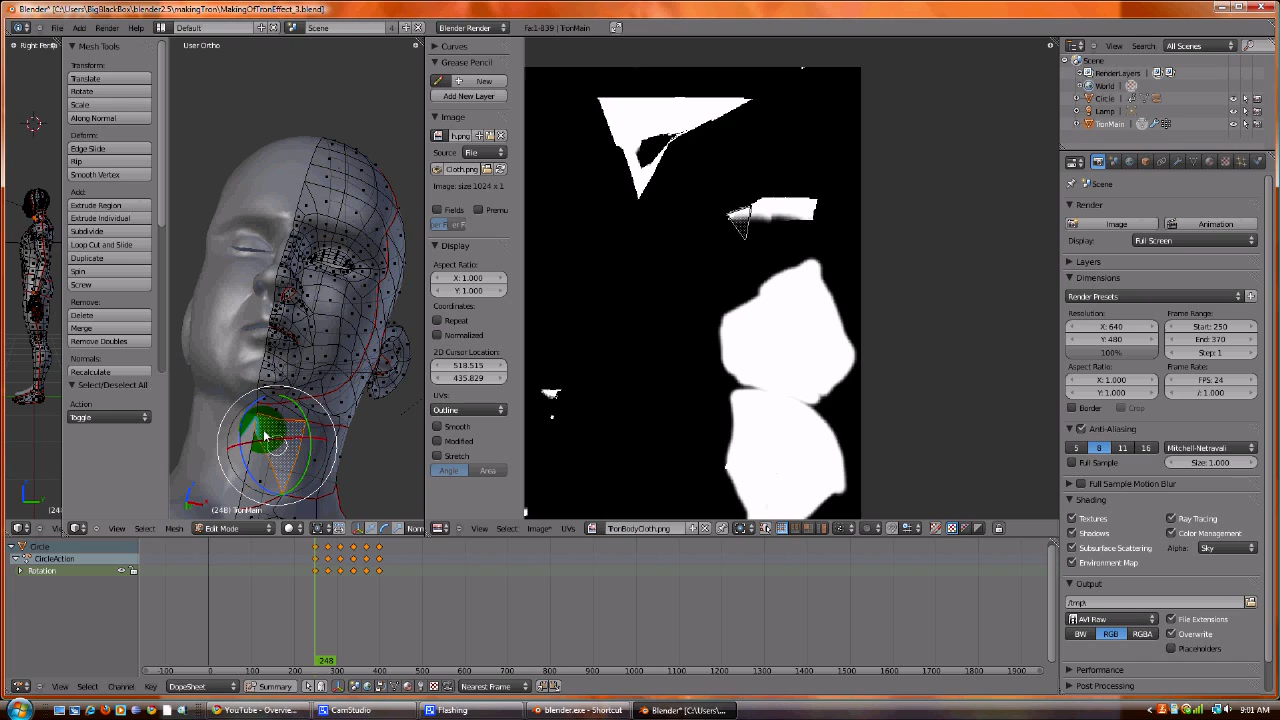 Blender* [C:\Users\BigBlackBox\blender2.5\makingTron\MakingOfTronEffect_3.blend]
File Add Render Help Default Scene 4 Blender Render Fa:1-839 | TronMain
Right Pers
Mesh Tools
Transform:
Translate
Rotate
Scale
Along Normal
Deform:
Edge Slide
Rip
Smooth Vertex
Add:
Extrude Region
Extrude Individual
Subdivide
Loop Cut and Slide
Duplicate
Spin
Screw
Remove:
Delete
Merge
Remove Doubles
Normals:
Recalculate
Select/Deselect All
Action
Toggle
User Ortho
(248) TronMain
Curves
Grease Pencil
New
Add New Layer
Image
h.png
Source File
Cloth.png
Image: size 1024 x 1
Fields Premu
er F er F
Display
Aspect Ratio:
X: 1.000
Y: 1.000
Coordinates:
Repeat
Normalized
2D Cursor Location:
518.515
435.829
UVs:
Outline
Smooth
Modified
Stretch
Angle Area
View Search All Scenes
Scene
RenderLayers
World
Circle
Lamp
TronMain
Scene
Render
Image Animation
Display: Full Screen
Layers
Dimensions
Render Presets
Resolution: Frame Range:
X: 640 Start: 250
Y: 480 End: 370
100% Step: 1
Aspect Ratio: Frame Rate:
X: 1.000 FPS: 24
Y: 1.000 /: 1.000
Border Crop
Anti-Aliasing
5 8 11 16 Mitchell-Netravali
Full Sample Size: 1.000
Full Sample Motion Blur
Shading
Textures Ray Tracing
Shadows Color Management
Subsurface Scattering Alpha: Sky
Environment Map
Output
/tmp\
AVI Raw File Extensions
BW RGB RGBA Overwrite
Placeholders
Performance
Post Processing
View Select Mesh Edit Mode Norm
View Select Image* UVs TronBodyCloth.png
Circle
CircleAction
Rotation
248
-100 0 100 200 300 400 500 600 700 800 900 1000 1100 1200 1300 1400 1500 1600 1700 1800 1900
View Select Channel Key DopeSheet Summary Nearest Frame
YouTube - Overvie... CamStudio Flashing blender.exe - Shortcut Blender* [C:\Users\... 9:01 AM